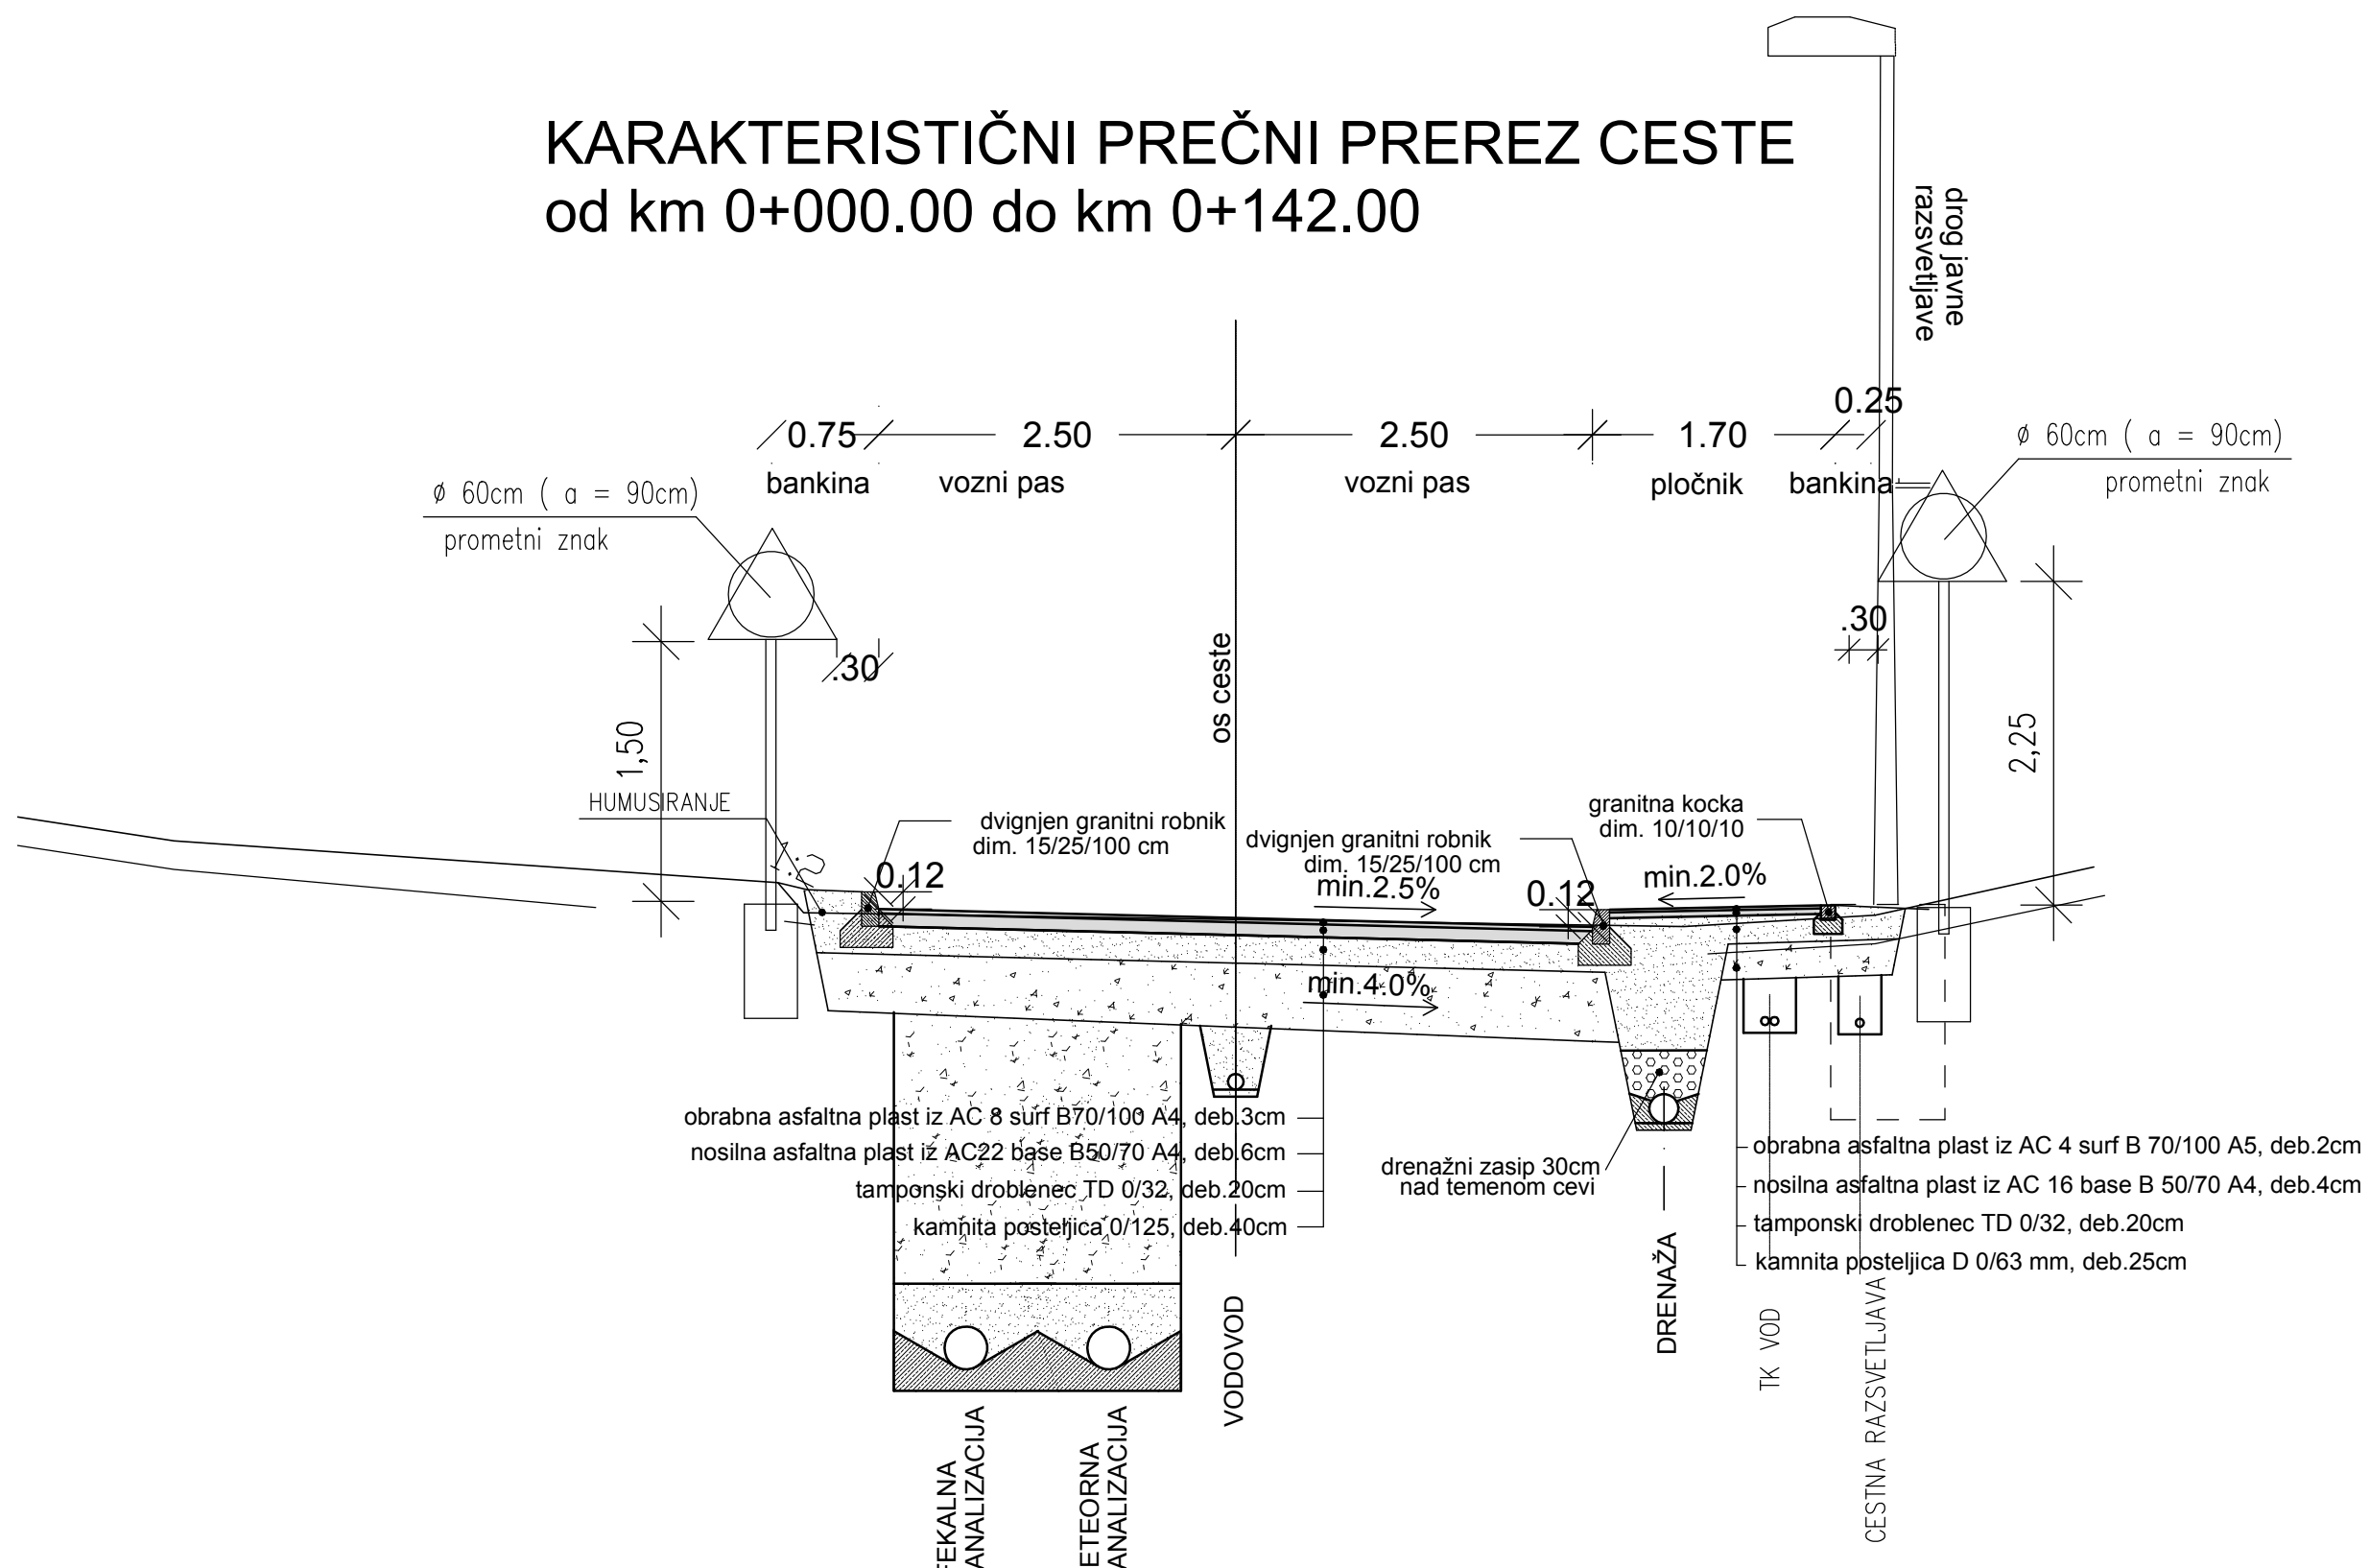 KARAKTERISTIČNI PREČNI PREREZ CESTE
od km 0+000.00 do km 0+142.00
drog javne
razsvetljave
0.75
2.50
2.50
1.70
0.25
bankina
vozni pas
vozni pas
pločnik
bankina
ϕ 60cm ( a = 90cm)
prometni znak
ϕ 60cm ( a = 90cm)
prometni znak
.30
.30
os ceste
1,50
2,25
HUMUSIRANJE
dvignjen granitni robnik
dim. 15/25/100 cm
dvignjen granitni robnik
dim. 15/25/100 cm
granitna kocka
dim. 10/10/10
0.12
min.2.5%
0.12
min.2.0%
min.4.0%
obrabna asfaltna plast iz AC 8 surf B70/100 A4, deb.3cm
nosilna asfaltna plast iz AC22 base B50/70 A4, deb.6cm
tamponski drobljenec TD 0/32, deb.20cm
kamnita posteljica 0/125, deb.40cm
drenažni zasip 30cm
nad temenom cevi
obrabna asfaltna plast iz AC 4 surf B 70/100 A5, deb.2cm
nosilna asfaltna plast iz AC 16 base B 50/70 A4, deb.4cm
tamponski droblenec TD 0/32, deb.20cm
kamnita posteljica D 0/63 mm, deb.25cm
FEKALNA
ANALIZACIJA
ETEORNA
ANALIZACIJA
VODOVOD
DRENAŽA
TK VOD
CESTNA RAZSVETLJAVA